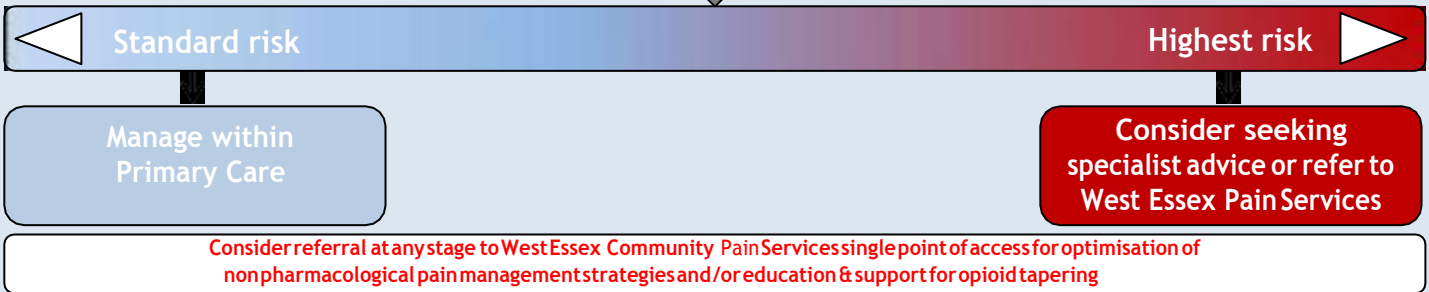 Standard risk
Highest risk
Manage within
Primary Care
Consider seeking
specialist advice or refer to
West Essex Pain Services
Consider referral at any stage to West Essex Community Pain Services single point of access for optimisation of
non pharmacological pain management strategies and /or education & support for opioid tapering